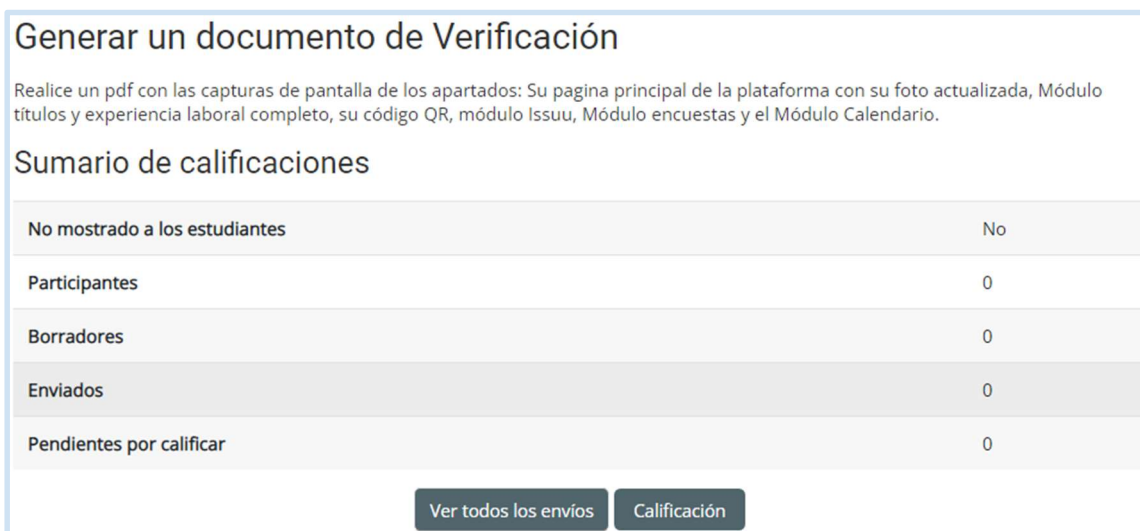 Generar un documento de Verificación
Realice un pdf con las capturas de pantalla de los apartados: Su pagina principal de la plataforma con su foto actualizada, Módulo
títulos y experiencia laboral completo, su código QR, módulo Issuu, Módulo encuestas y el Módulo Calendario.
Sumario de calificaciones
No mostrado a los estudiantes No
Participantes 0
Borradores 0
Enviados 0
Pendientes por calificar 0
Ver todos los envíos Calificación